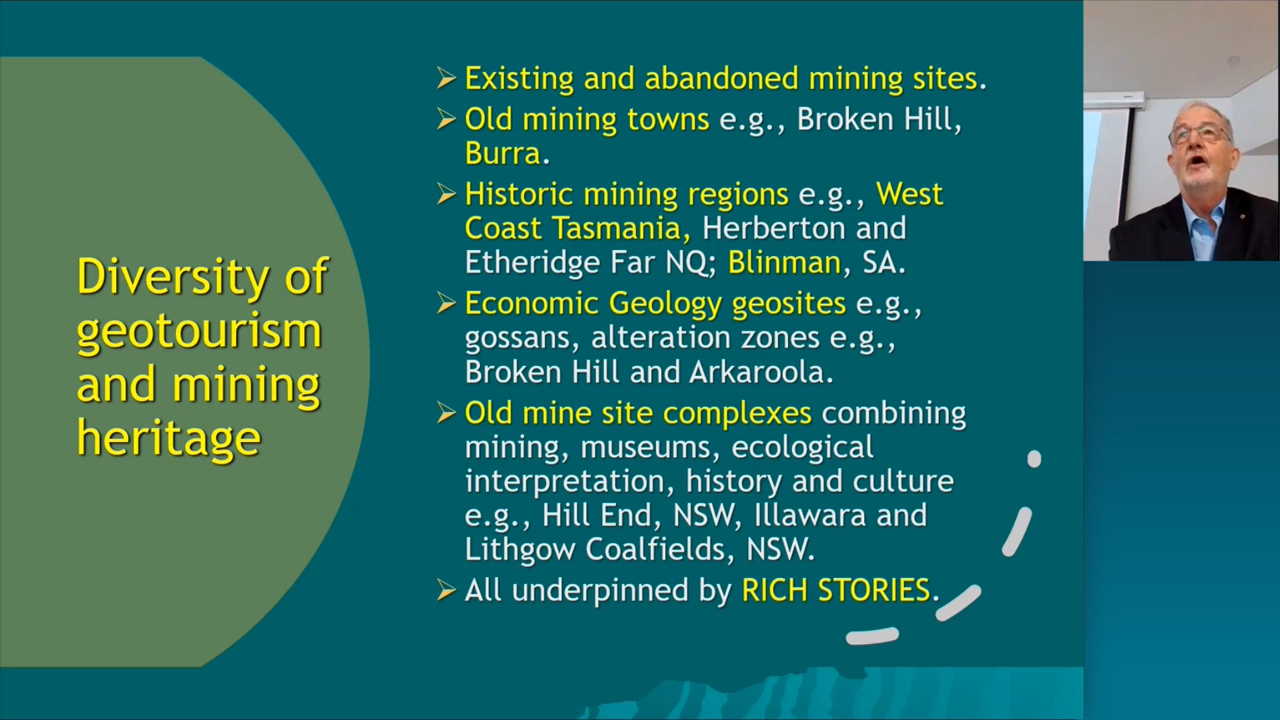 Diversity of
geotourism
and mining
heritage
➢ Existing and abandoned mining sites.
➢ Old mining towns e.g., Broken Hill,
Burra.
➢ Historic mining regions e.g., West
Coast Tasmania, Herberton and
Etheridge Far NQ; Blinman, SA.
➢ Economic Geology geosites e.g.,
gossans, alteration zones e.g.,
Broken Hill and Arkaroola.
➢ Old mine site complexes combining
mining, museums, ecological
interpretation, history and culture
e.g., Hill End, NSW, Illawara and
Lithgow Coalfields, NSW.
➢ All underpinned by RICH STORIES.